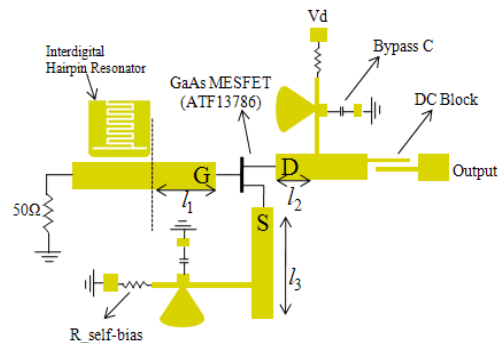 Vd
Interdigital
Hairpin Resonator
Bypass C
GaAs MESFET
(ATF13786)
DC Block
G
D
Output
l1
l2
50Ω
S
l3
R_self-bias